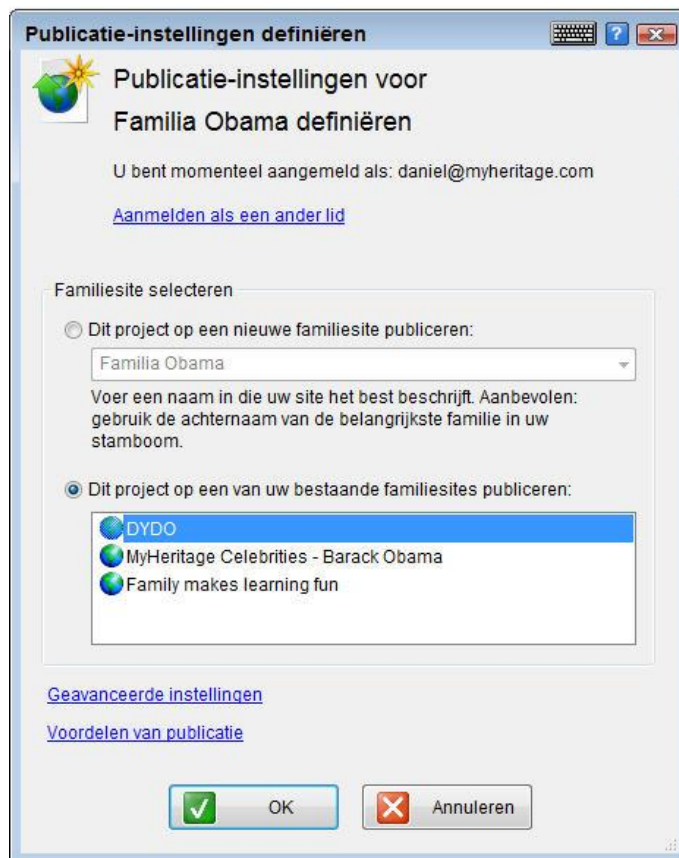 Publicatie-instellingen definiëren
Publicatie-instellingen voor
Familia Obama definiëren
U bent momenteel aangemeld als: daniel@myheritage.com
Aanmelden als een ander lid
Familiesite selecteren
Dit project op een nieuwe familiesite publiceren:
Familia Obama
Voer een naam in die uw site het best beschrijft. Aanbevolen:
gebruik de achternaam van de belangrijkste familie in uw
stamboom.
Dit project op een van uw bestaande familiesites publiceren:
DYDO
MyHeritage Celebrities - Barack Obama
Family makes learning fun
Geavanceerde instellingen
Voordelen van publicatie
OK
Annuleren